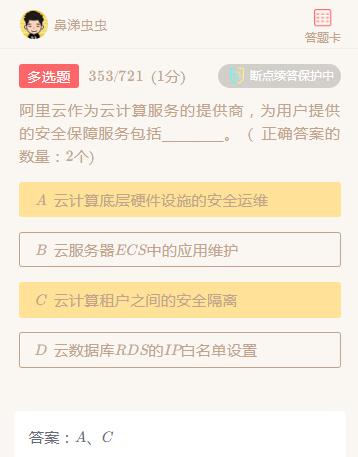 鼻涕虫虫
答题卡
多选题 353/721 (1分) 断点续答保护中
阿里云作为云计算服务的提供商，为用户提供
的安全保障服务包括________。（ 正确答案的
数量：2个)
A 云计算底层硬件设施的安全运维
B 云服务器ECS中的应用维护
C 云计算租户之间的安全隔离
D 云数据库RDS的IP白名单设置
答案：A、C